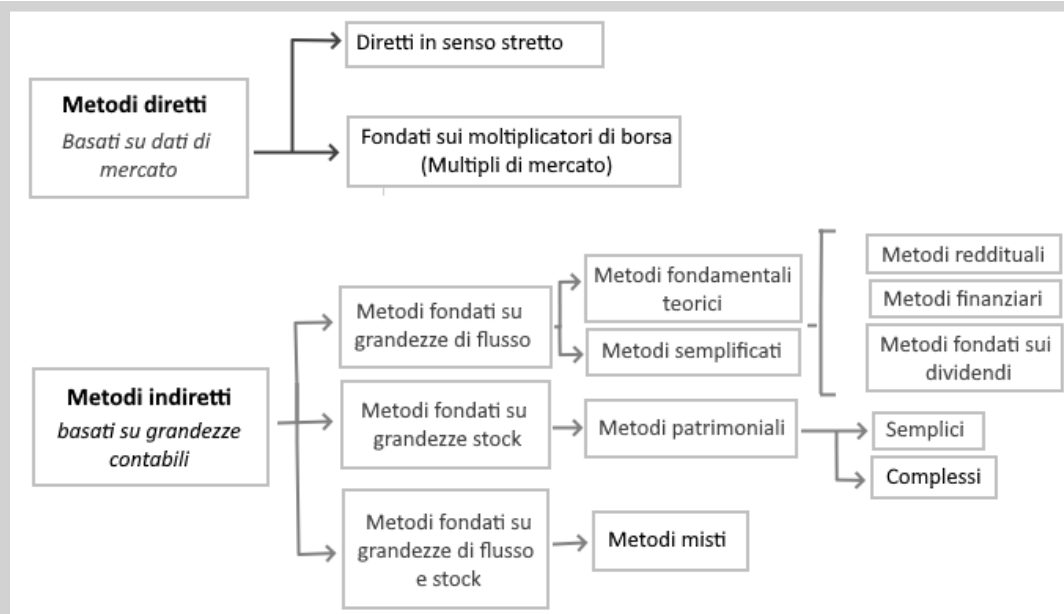 Diretti in senso stretto
Metodi diretti
Basati su dati di
mercato
Fondati sui moltiplicatori di borsa
(Multipli di mercato)
Metodi indiretti
basati su grandezze
contabili
Metodi fondati su
grandezze di flusso
Metodi fondamentali
teorici
Metodi semplificati
Metodi reddituali
Metodi finanziari
Metodi fondati sui
dividendi
Metodi fondati su
grandezze stock
Metodi patrimoniali
Semplici
Complessi
Metodi fondati su
grandezze di flusso
e stock
Metodi misti